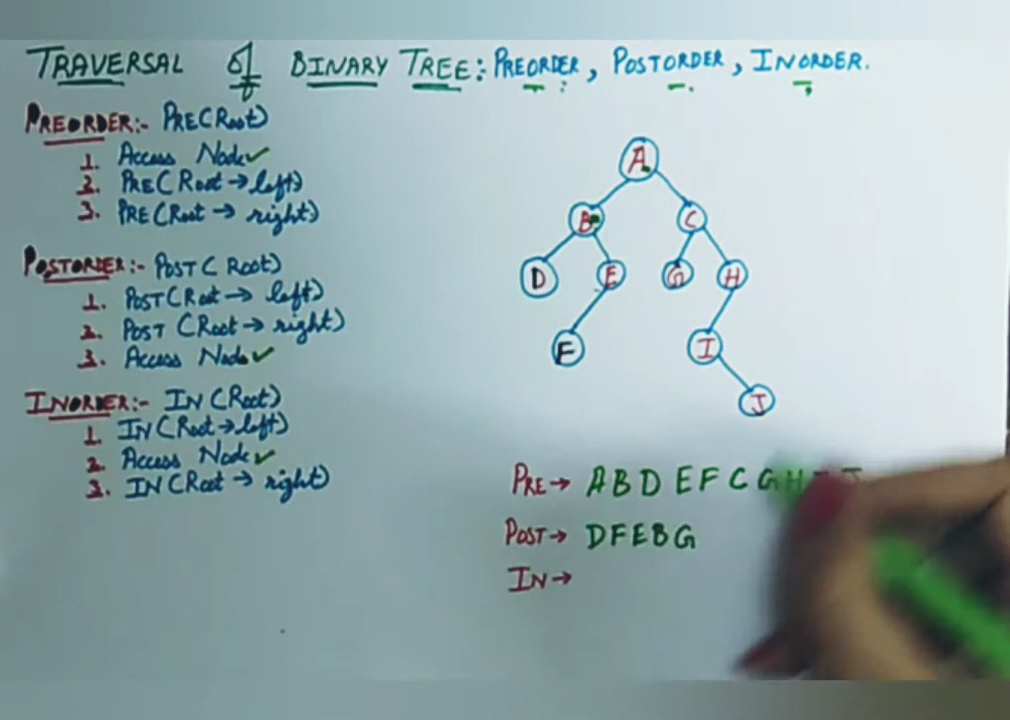 TRAVERSAL of BINARY TREE: PREORDER, POSTORDER, INORDER.
PREORDER:- PRE(Root)
1. Access Node✓
2. PRE(Root → left)
3. PRE(Root → right)
POSTORDER:- POST(Root)
1. POST(Root → left)
2. POST (Root → right)
3. Access Node✓
INORDER:- IN(Root)
1. IN(Root → left)
2. Access Node✓
3. IN(Root → right)
A
B C
D E G H
F I
J
PRE → A B D E F C G H
POST → D F E B G
IN →